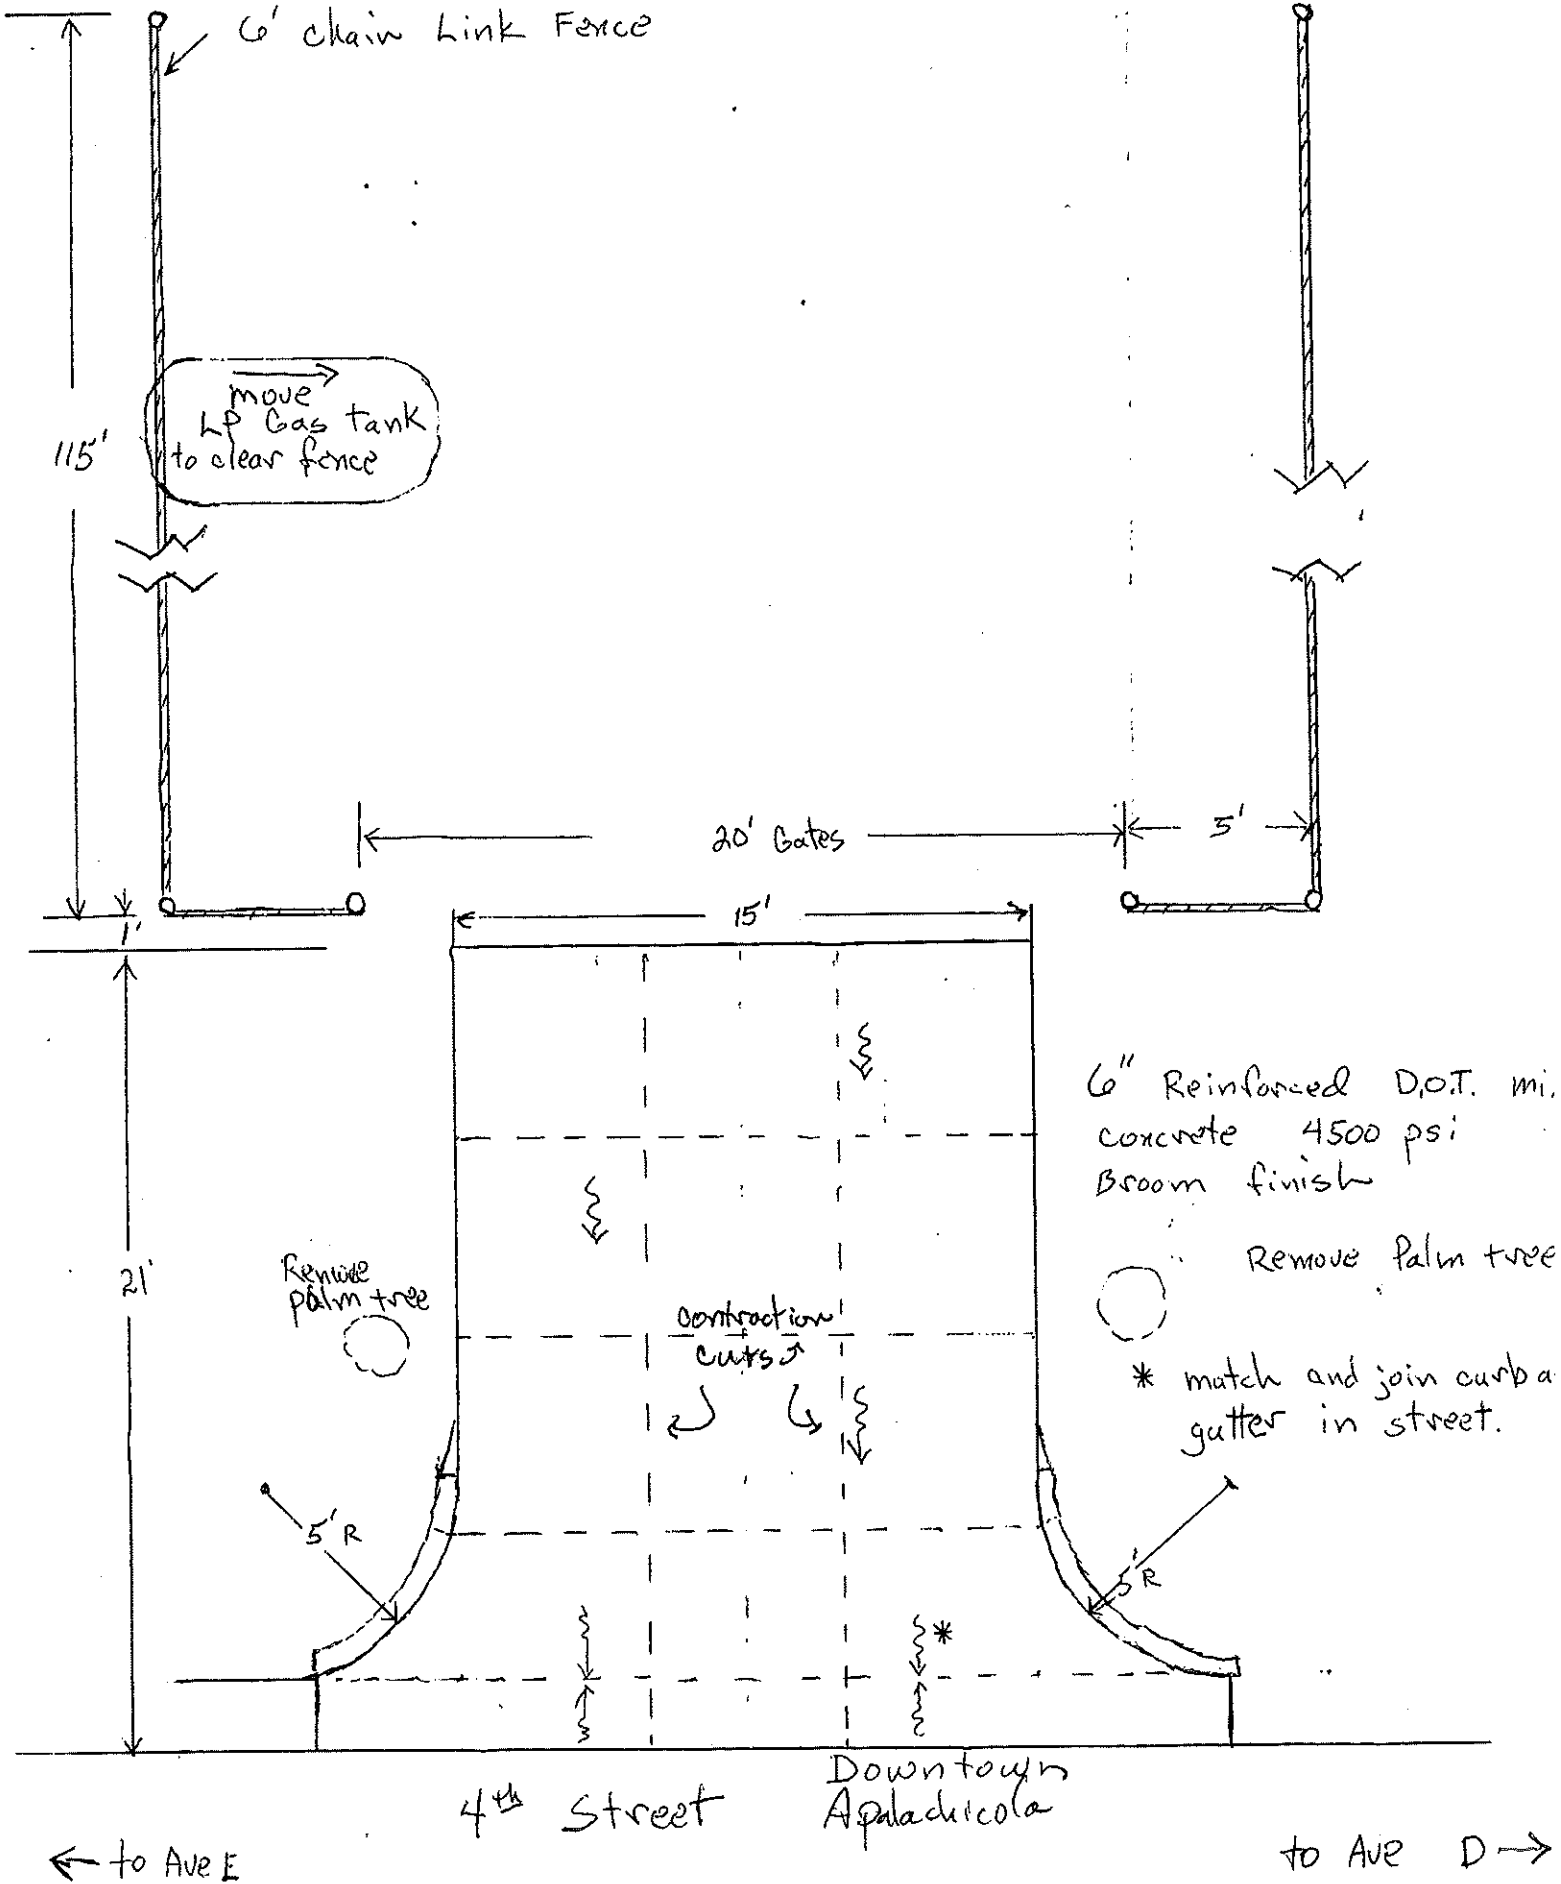 6' chain Link Fence
move
LP Gas tank
to clear fence
115'
20' Gates
5'
1'
15'
6" Reinforced D.O.T. mi.
concrete 4500 psi
Broom finish
21'
Remove
palm tree
Remove Palm tree
contraction
cuts
* match and join curb a
gutter in street.
5' R
5' R
*
4th Street
Downtown
Apalachicola
← to Ave E
to Ave D →